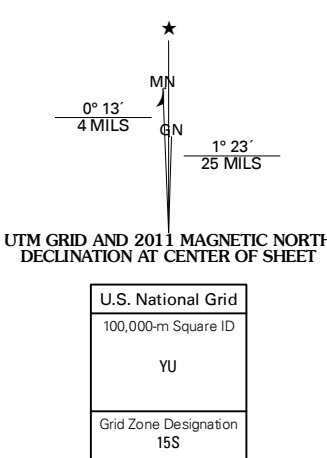 MN
0° 13´
4 MILS
GN
1° 23´
25 MILS
UTM GRID AND 2011 MAGNETIC NORTH
DECLINATION AT CENTER OF SHEET
U.S. National Grid
100,000-m Square ID
YU
Grid Zone Designation
15S